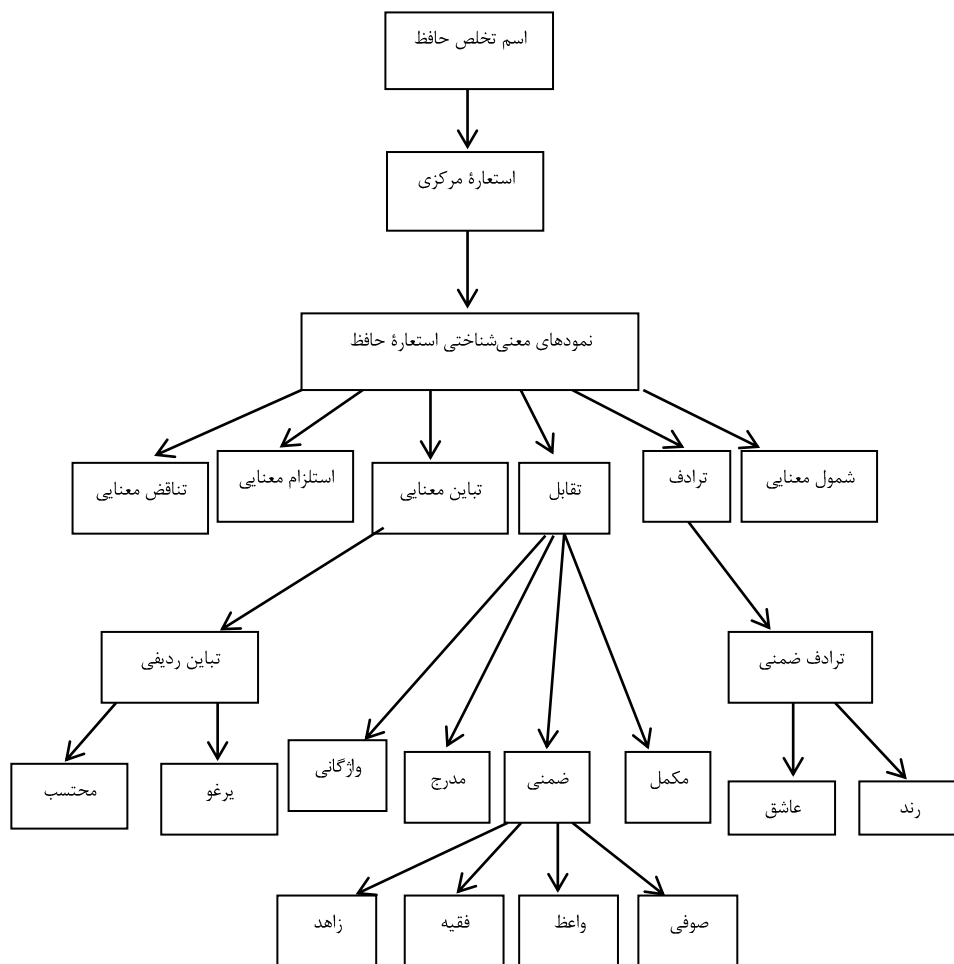 اسم تخلص حافظ
استعارهٔ مرکزی
نمودهای معنی‌شناختی استعارهٔ حافظ
شمول معنایی
ترادف
تقابل
تباین معنایی
استلزام معنایی
تناقض معنایی
ترادف ضمنی
تباین ردیفی
رند
عاشق
مکمل
ضمنی
مدرج
واژگانی
یرغو
محتسب
صوفی
واعظ
فقیه
زاهد